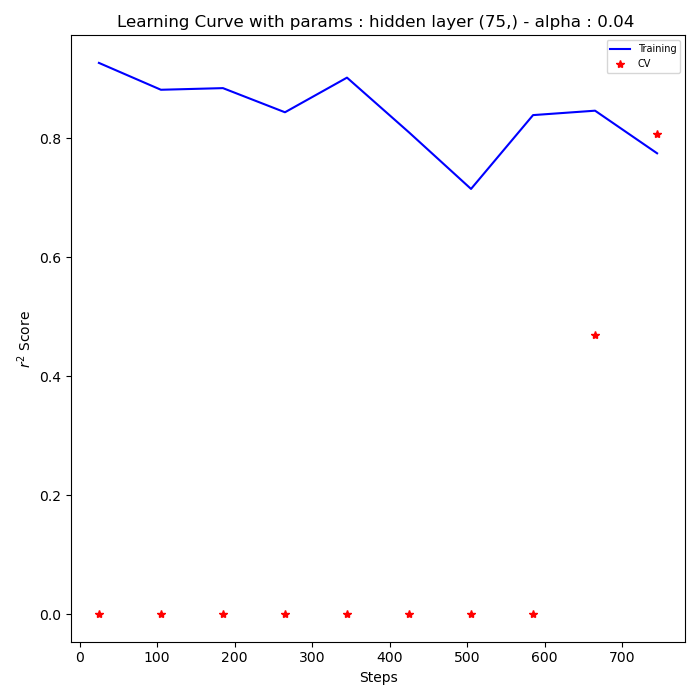 Learning Curve with params : hidden layer (75,) - alpha : 0.04
Training
CV
0.8
0.6
0.4
0.2
0.0
r² Score
0 100 200 300 400 500 600 700
Steps